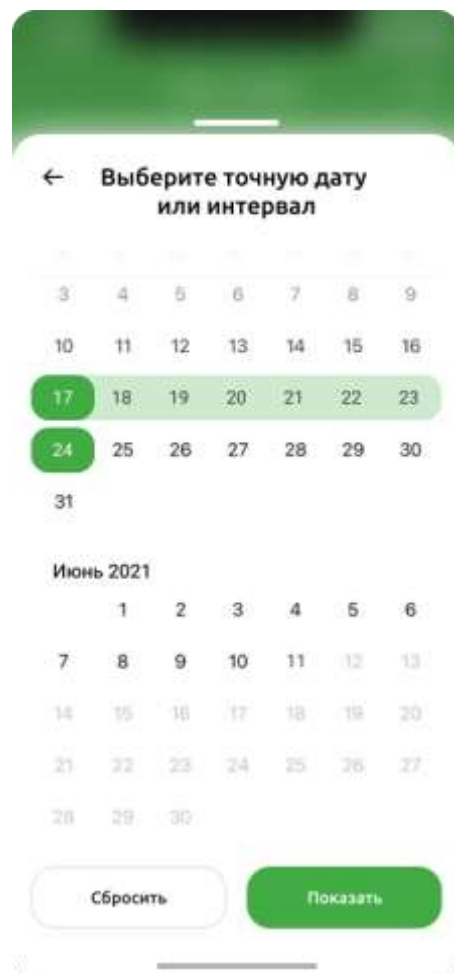 Выберите точную дату
или интервал
3 4 5 6 7 8 9
10 11 12 13 14 15 16
17 18 19 20 21 22 23
24 25 26 27 28 29 30
31
Июнь 2021
1 2 3 4 5 6
7 8 9 10 11 12 13
14 15 16 17 18 19 20
21 22 23 24 25 26 27
28 29 30
Сбросить Показать